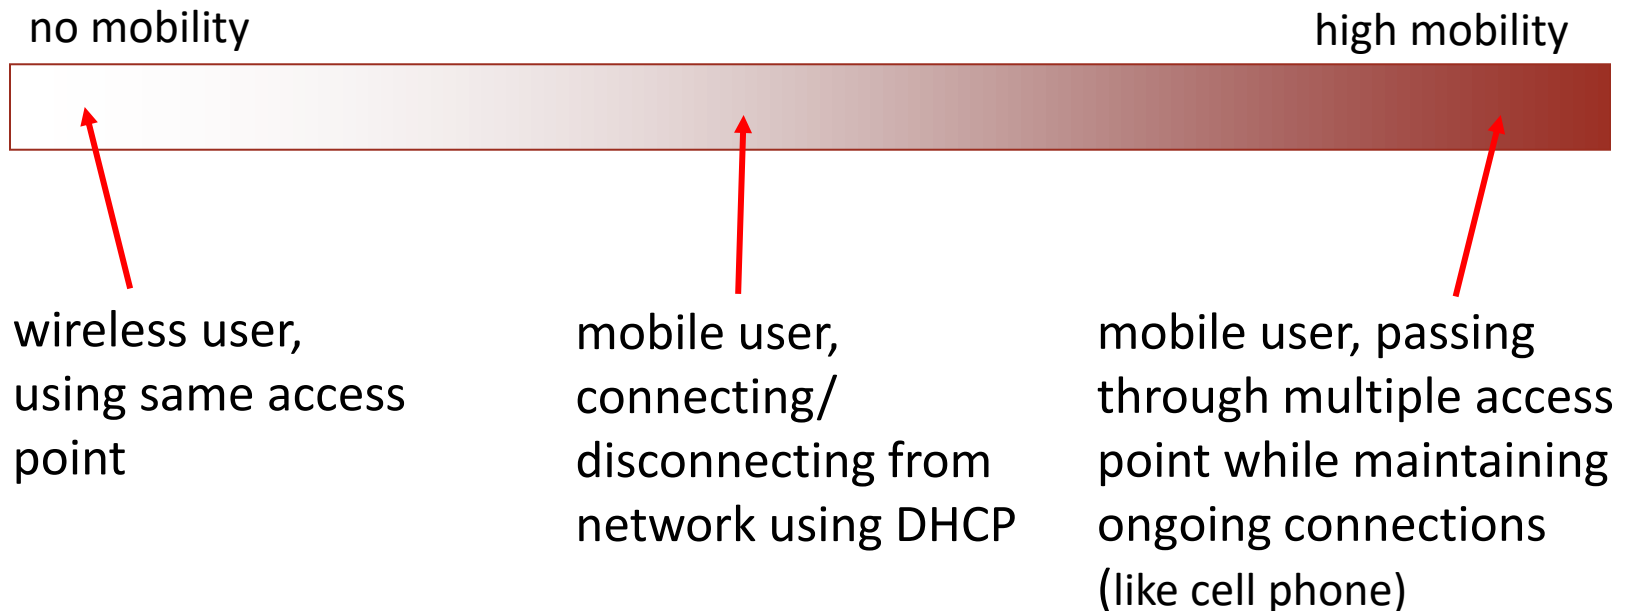 no mobility
high mobility
wireless user,
using same access
point
mobile user,
connecting/
disconnecting from
network using DHCP
mobile user, passing
through multiple access
point while maintaining
ongoing connections
(like cell phone)